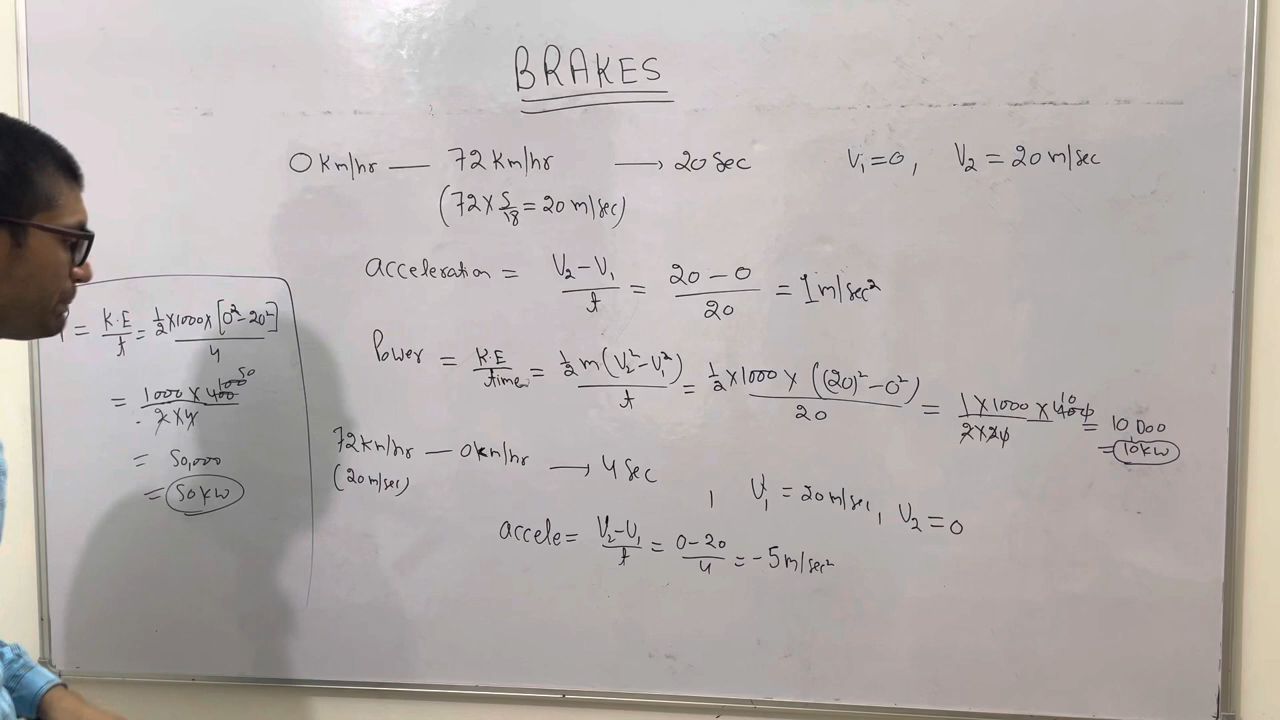 BRAKES
0 Km/hr — 72 Km/hr → 20 Sec V₁=0, V₂ = 20 m/sec
(72 × 5/18 = 20 m/sec)
acceleration = (V₂ – V₁)/t = (20 – 0)/20 = 1 m/sec²
Power = K.E/time = ½ m(V₂² – V₁²)/t = ½ × 1000 × ((20)² – 0²)/20 = 1 × 1000 × 400 10/2×20 = 10,000
= 10 kw
72 km/hr — 0 km/hr → 4 Sec, V₁ = 20 m/sec, V₂ = 0
(20 m/sec)
accele = (V₂ – V₁)/t = (0 – 20)/4 = – 5 m/sec²
= K.E/t = ½ × 1000 × [0² – 20²]/4
= 1000 × 400 100 50/2×4
= 50,000
= 50 kw